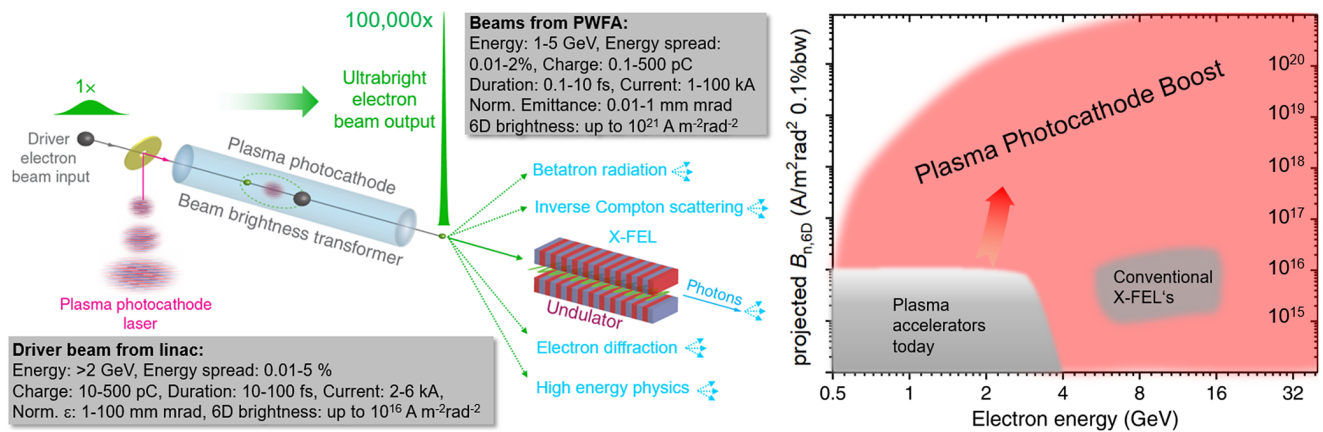 100,000x
1×
Ultrabright
electron
beam output
Driver
electron
beam input
Plasma photocathode
Beam brightness transformer
Plasma photocathode
laser
Beams from PWFA:
Energy: 1-5 GeV, Energy spread:
0.01-2%, Charge: 0.1-500 pC
Duration: 0.1-10 fs, Current: 1-100 kA
Norm. Emittance: 0.01-1 mm mrad
6D brightness: up to 10²¹ A m⁻²rad⁻²
Betatron radiation
Inverse Compton scattering
X-FEL
Undulator
Photons
Electron diffraction
High energy physics
Driver beam from linac:
Energy: >2 GeV, Energy spread: 0.01-5 %
Charge: 10-500 pC, Duration: 10-100 fs, Current: 2-6 kA,
Norm. ε: 1-100 mm mrad, 6D brightness: up to 10¹⁶ A m⁻²rad⁻²
projected Bn,6D (A/m²rad² 0.1%bw)
Plasma Photocathode Boost
Plasma
accelerators
today
Conventional
X-FEL‘s
10²⁰
10¹⁹
10¹⁸
10¹⁷
10¹⁶
10¹⁵
0.5 1 2 4 8 16 32
Electron energy (GeV)